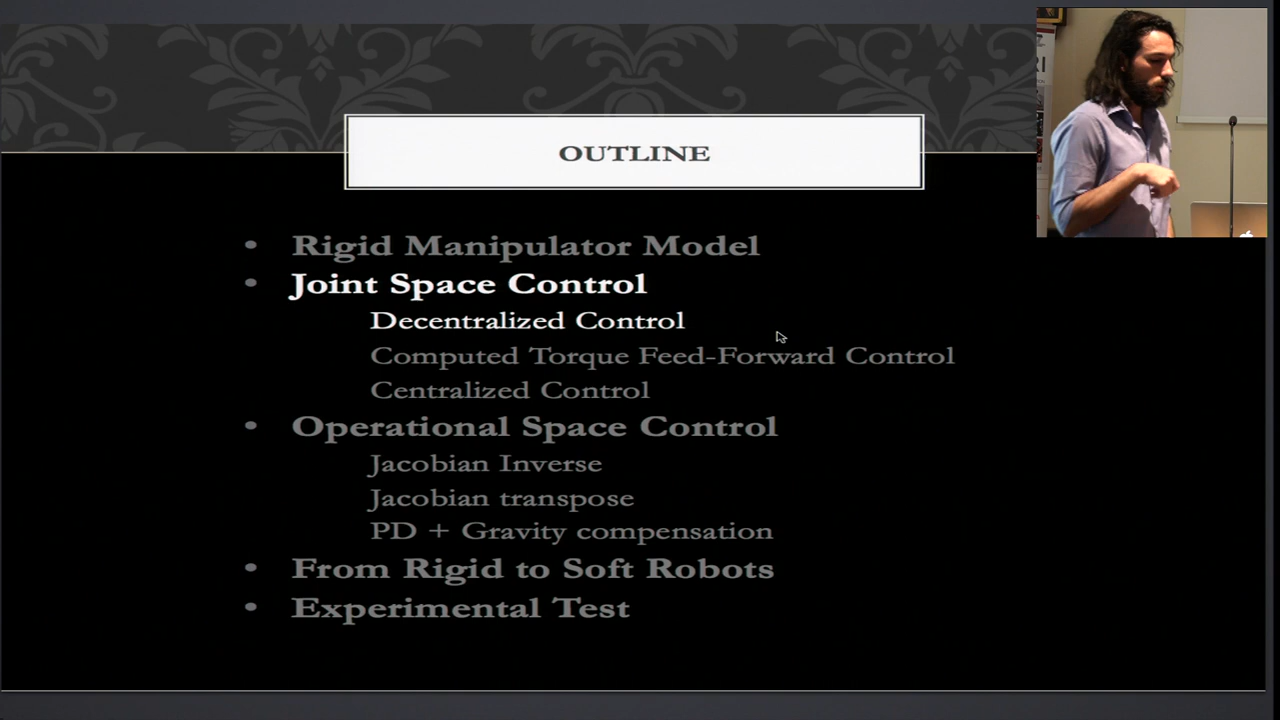 OUTLINE
• Rigid Manipulator Model
• Joint Space Control
Decentralized Control
Computed Torque Feed-Forward Control
Centralized Control
• Operational Space Control
Jacobian Inverse
Jacobian transpose
PD + Gravity compensation
• From Rigid to Soft Robots
• Experimental Test